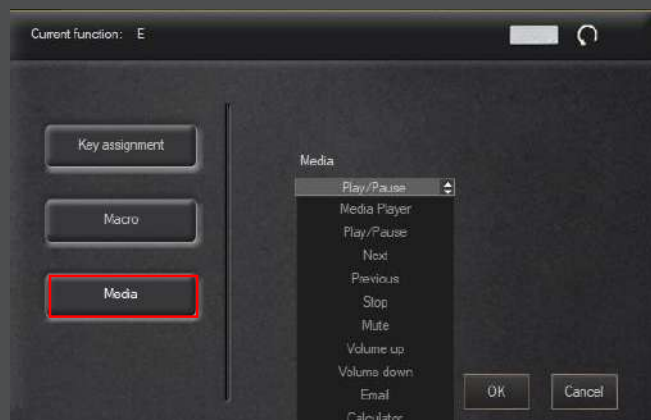 Current function: E
Key assignment
Macro
Media
Media
Play/Pause
Media Player
Play/Pause
Next
Previous
Stop
Mute
Volume up
Volume down
Email
Calculator
OK
Cancel